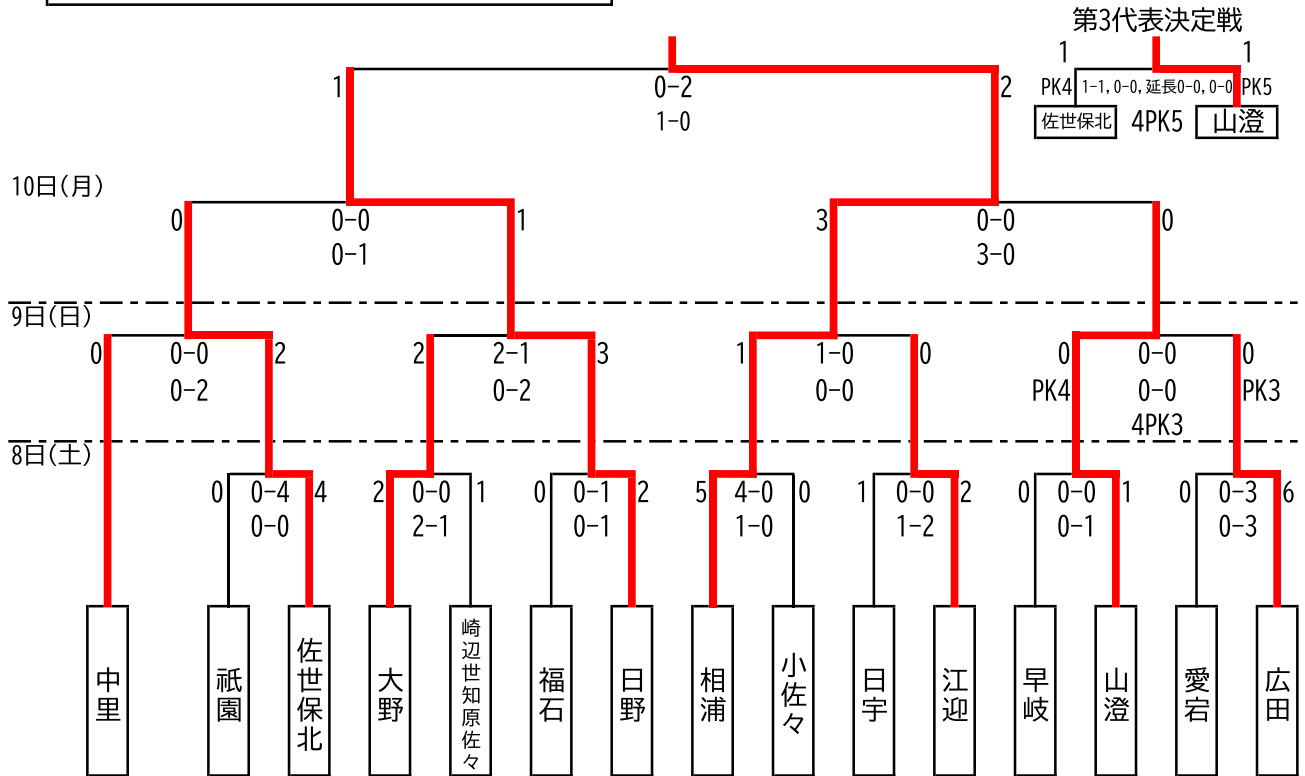 第3代表決定戦
1 1
1 0-2 2
PK4 1-1, 0-0, 延長0-0, 0-0 PK5
1-0
佐世保北 4PK5 山澄
10日(月)
0 0-0 1 3 0-0 0
0-1 3-0
9日(日)
0 0-0 2 2 2-1 3 1 1-0 0 0 0-0 0
0-2 0-2 0-0 PK4 0-0 PK3
4PK3
8日(土)
0 0-4 4 2 0-0 1 0 0-1 2 5 4-0 0 1 0-0 2 0 0-0 1 0 0-3 6
0-0 2-1 0-1 1-0 1-2 0-1 0-3
中里
祇園
佐世保北
大野
崎辺世知原佐々
福石
日野
相浦
小佐々
日宇
江迎
早岐
山澄
愛宕
広田